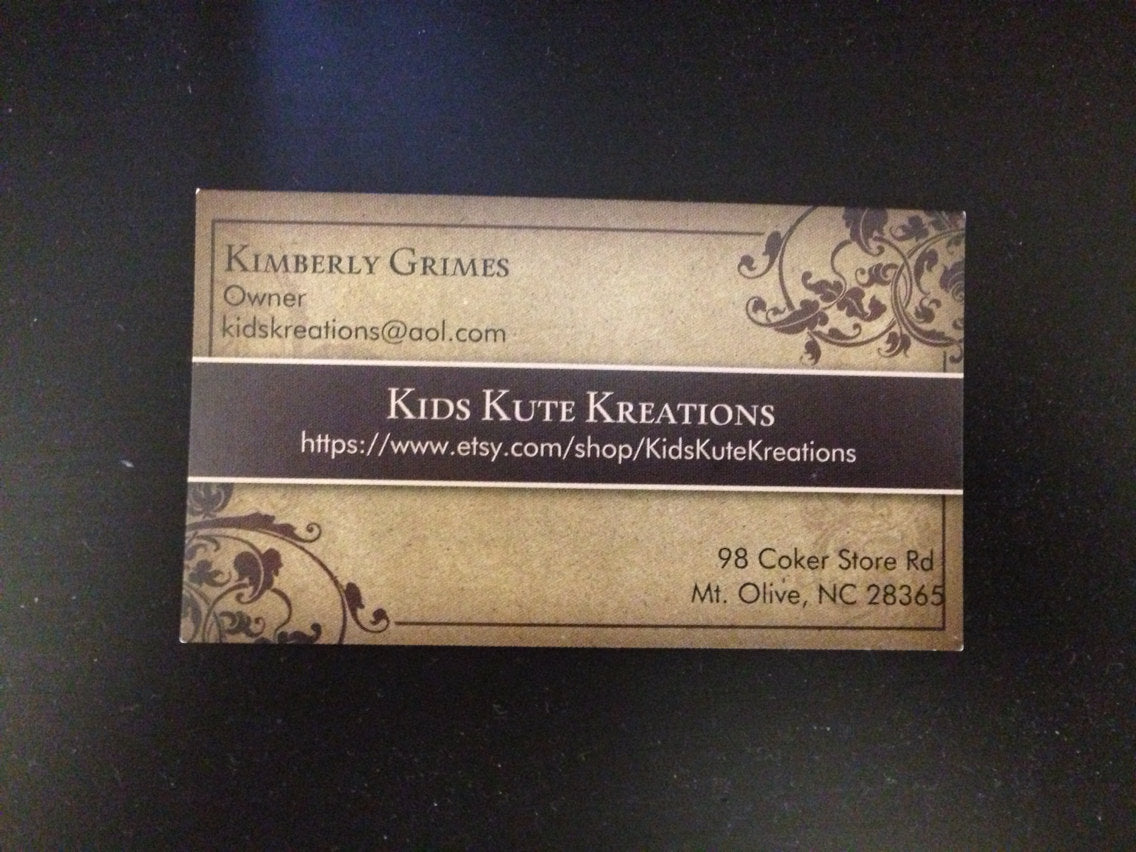 Kimberly Grimes
Owner
kidskreations@aol.com
Kids Kute Kreations
https://www.etsy.com/shop/KidsKuteKreations
98 Coker Store Rd
Mt. Olive, NC 28365